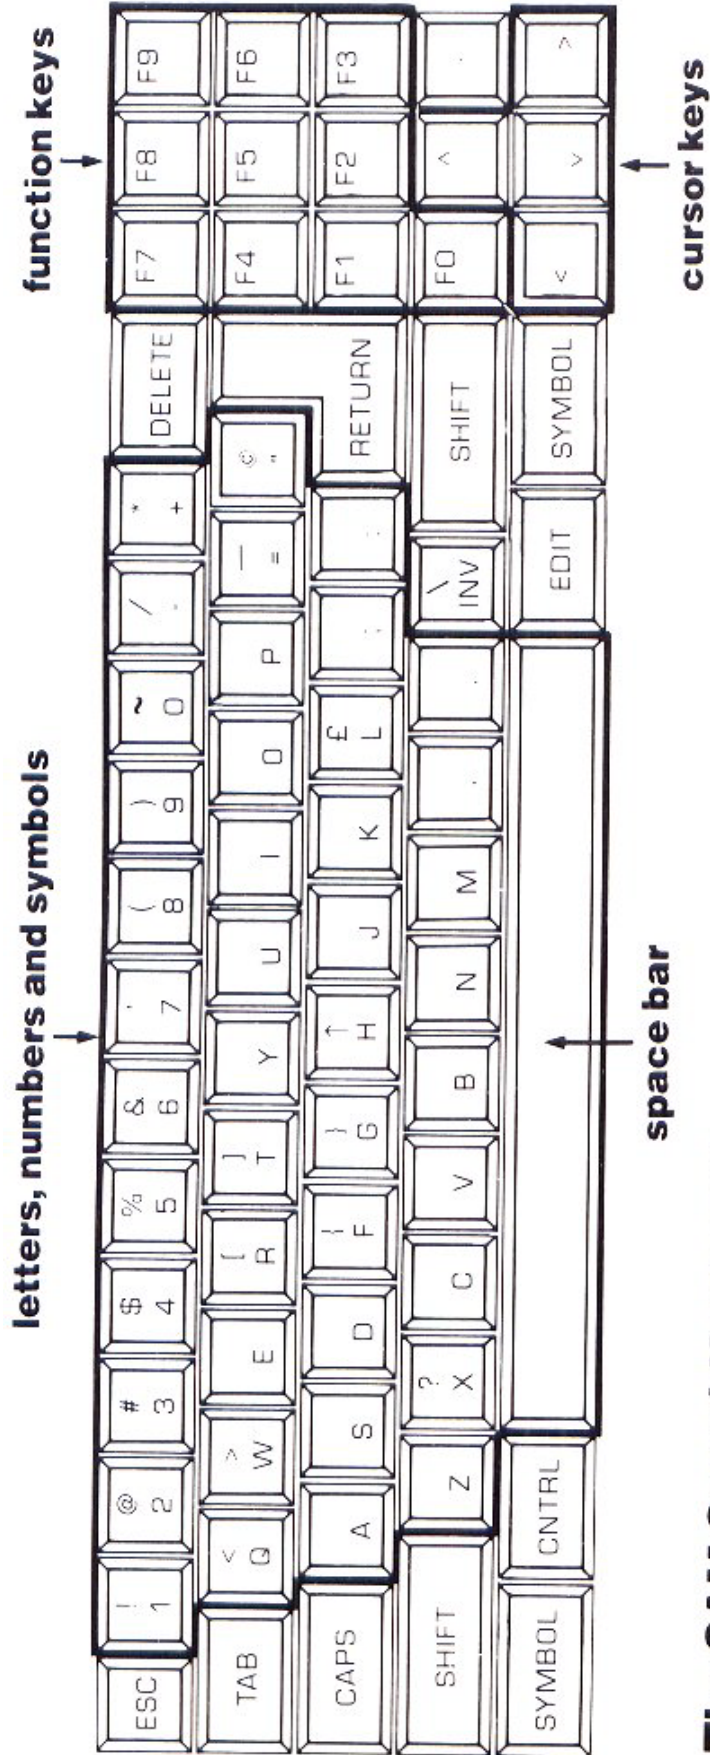 letters, numbers and symbols
function keys
ESC ! 1 @ 2 # 3 $ 4 % 5 & 6 ' 7 ( 8 ) 9 ~ 0 / - * + DELETE F7 F8 F9
TAB < Q > W E [ R ] T Y U I O P — = © " RETURN F4 F5 F6
CAPS A S D { F } G ↑ H J K £ L ; : F1 F2 F3
SHIFT Z ? X C V B N M , . \ INV SHIFT F0 ^ .
SYMBOL CNTRL EDIT SYMBOL < v >
space bar
cursor keys